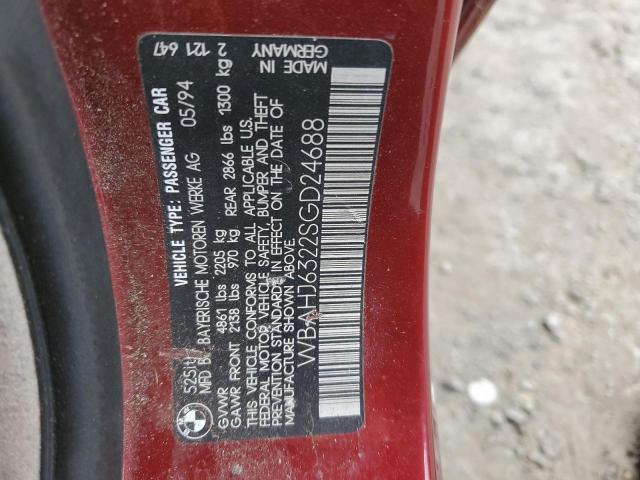 BMW
525i
VEHICLE TYPE: PASSENGER CAR
MFD BY BAYERISCHE MOTOREN WERKE AG 05/94
GVWR 4861 lbs 2205 kg
GAWR FRONT 2138 lbs 970 kg REAR 2866 lbs 1300 kg
THIS VEHICLE CONFORMS TO ALL APPLICABLE U.S.
FEDERAL MOTOR VEHICLE SAFETY, BUMPER AND THEFT
PREVENTION STANDARDS IN EFFECT ON THE DATE OF
MANUFACTURE SHOWN ABOVE
WBAHJ6322SGD24688
2 121 647
MADE IN
GERMANY